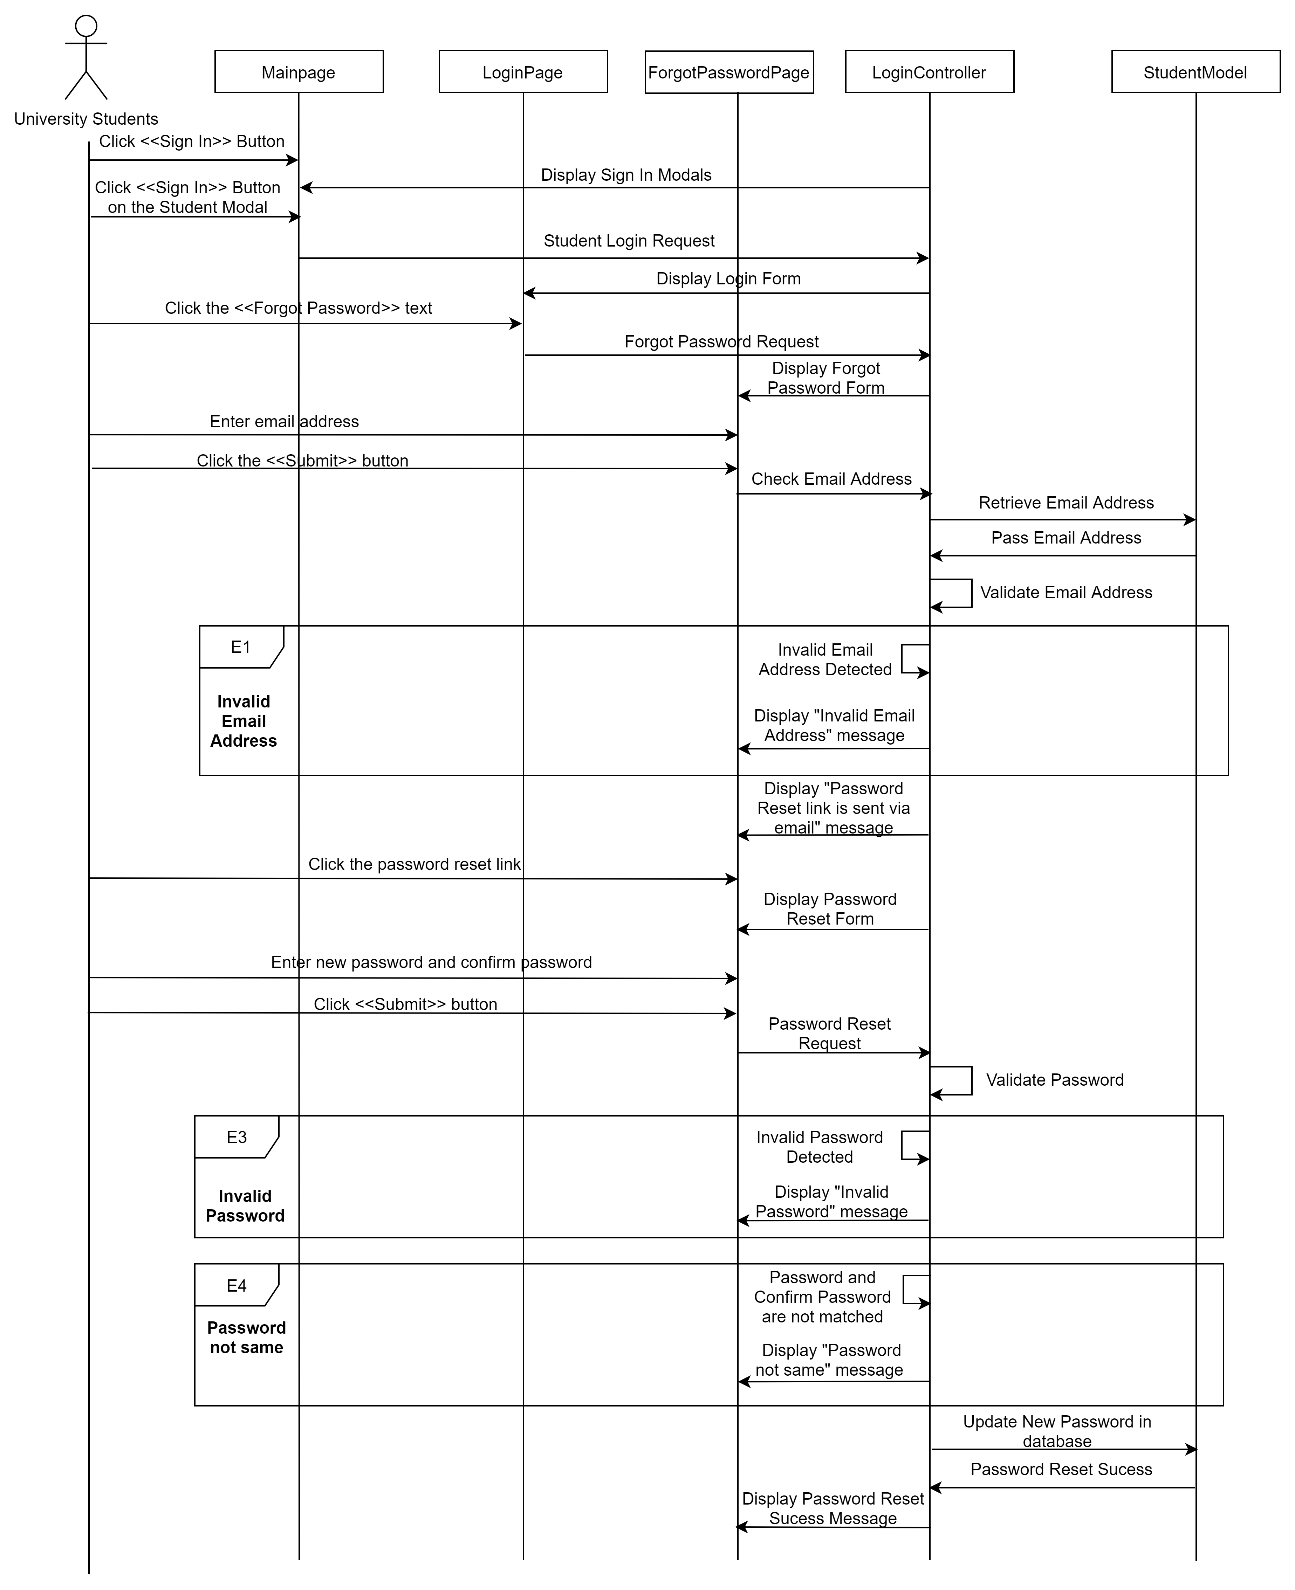 Mainpage
LoginPage
ForgotPasswordPage
LoginController
StudentModel
University Students
Click <<Sign In>> Button
Display Sign In Modals
Click <<Sign In>> Button
on the Student Modal
Student Login Request
Display Login Form
Click the <<Forgot Password>> text
Forgot Password Request
Display Forgot
Password Form
Enter email address
Click the <<Submit>> button
Check Email Address
Retrieve Email Address
Pass Email Address
Validate Email Address
E1
Invalid
Email
Address
Invalid Email
Address Detected
Display "Invalid Email
Address" message
Display "Password
Reset link is sent via
email" message
Click the password reset link
Display Password
Reset Form
Enter new password and confirm password
Click <<Submit>> button
Password Reset
Request
Validate Password
E3
Invalid
Password
Invalid Password
Detected
Display "Invalid
Password" message
E4
Password
not same
Password and
Confirm Password
are not matched
Display "Password
not same" message
Update New Password in
database
Password Reset Sucess
Display Password Reset
Sucess Message